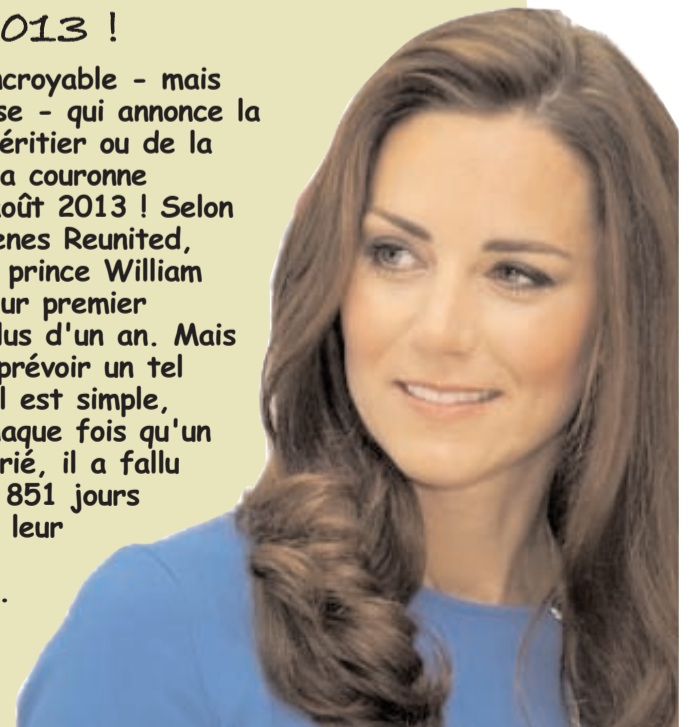 013 !
ncroyable - mais
se - qui annonce la
éritier ou de la
a couronne
oût 2013 ! Selon
enes Reunited,
prince William
ur premier
lus d'un an. Mais
prévoir un tel
l est simple,
aque fois qu'un
rié, il a fallu
851 jours
leur
.